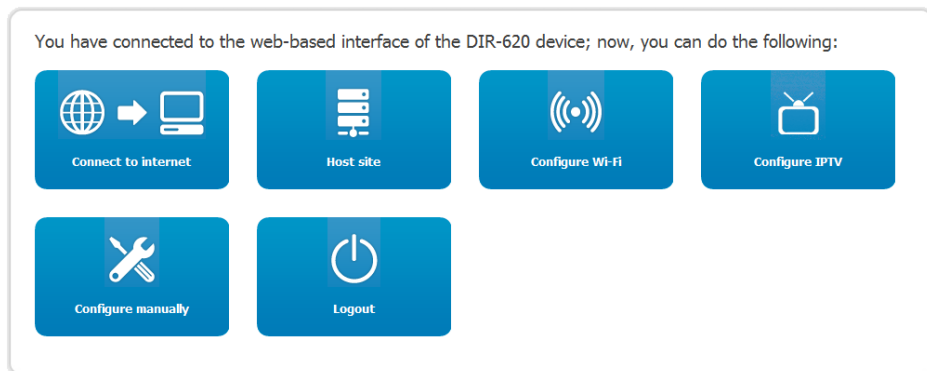 You have connected to the web-based interface of the DIR-620 device; now, you can do the following:
Connect to internet
Host site
Configure Wi-Fi
Configure IPTV
Configure manually
Logout